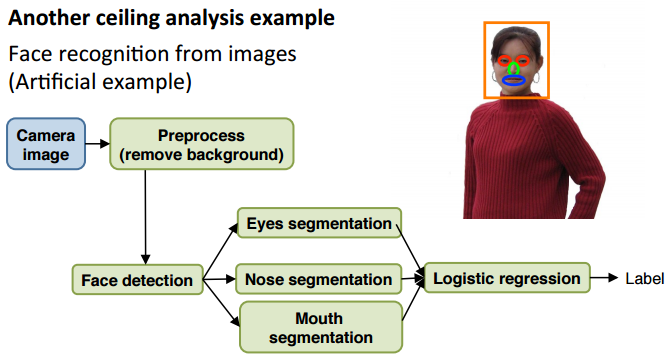 Another ceiling analysis example
Face recognition from images
(Artificial example)
Camera
image
Preprocess
(remove background)
Eyes segmentation
Face detection
Nose segmentation
Logistic regression
Label
Mouth
segmentation